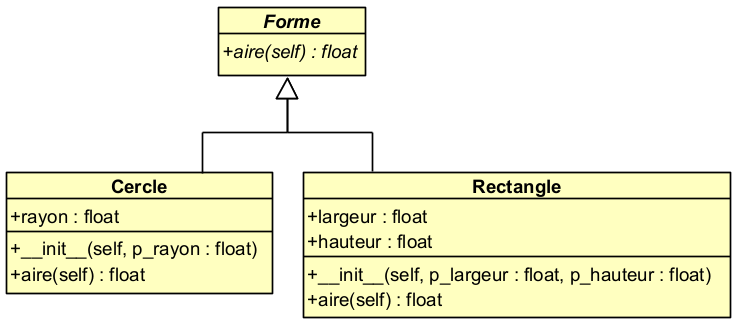 Forme
+aire(self) : float
Cercle
+rayon : float
+__init__(self, p_rayon : float)
+aire(self) : float
Rectangle
+largeur : float
+hauteur : float
+__init__(self, p_largeur : float, p_hauteur : float)
+aire(self) : float